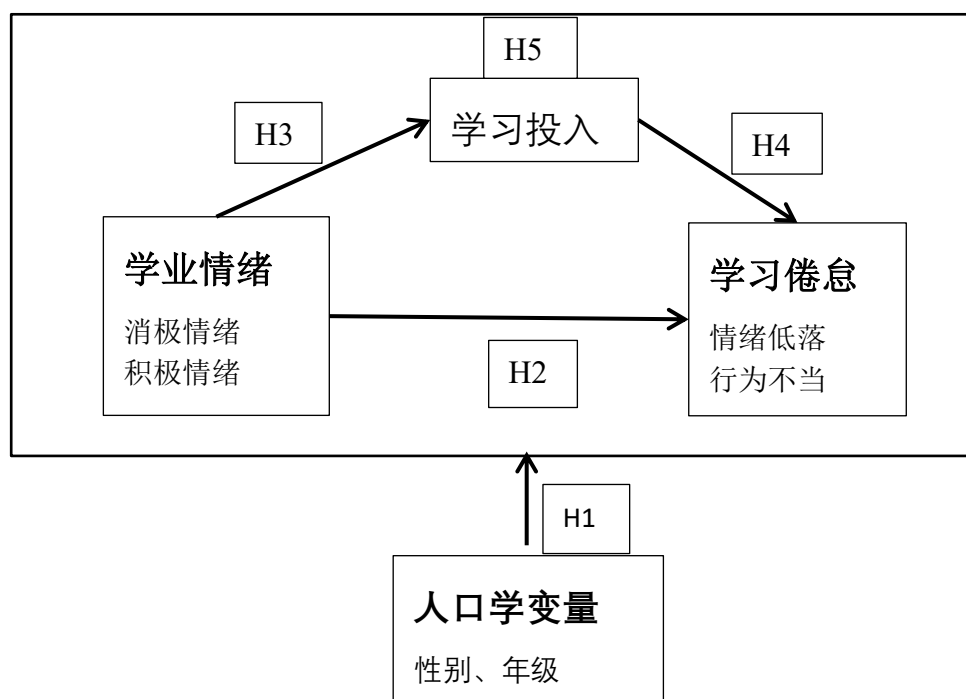 H5
学习投入
H3
H4
学业情绪
消极情绪
积极情绪
学习倦怠
情绪低落
行为不当
H2
H1
人口学变量
性别、年级